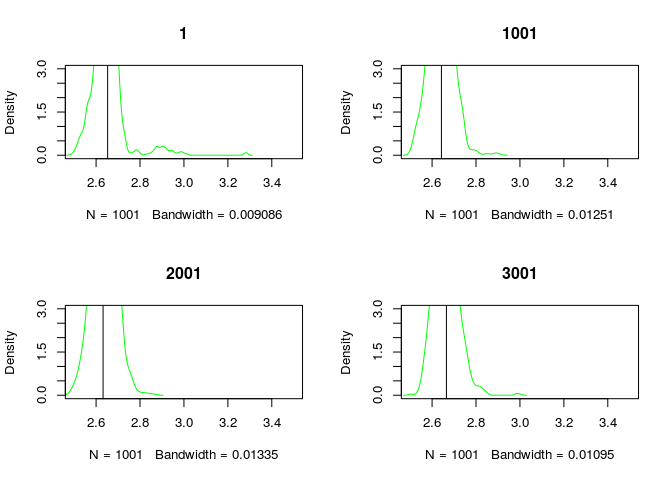 1
1001
Density
0.0 1.5 3.0
Density
0.0 1.5 3.0
2.6 2.8 3.0 3.2 3.4
2.6 2.8 3.0 3.2 3.4
N = 1001 Bandwidth = 0.009086
N = 1001 Bandwidth = 0.01251
2001
3001
Density
0.0 1.5 3.0
Density
0.0 1.5 3.0
2.6 2.8 3.0 3.2 3.4
2.6 2.8 3.0 3.2 3.4
N = 1001 Bandwidth = 0.01335
N = 1001 Bandwidth = 0.01095